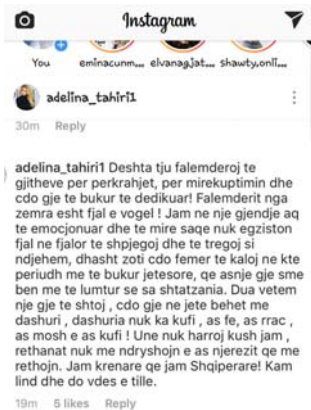 Instagram
You eminacunm... elvanagjat... shawty.onli...
adelina_tahiri1
30m Reply
adelina_tahiri1 Deshta tju falemderoj te
gjitheve per perkrahjet, per mirekuptimin dhe
cdo gje te bukur te dedikuar! Falemderit nga
zemra esht fjal e vogel ! Jam ne nje gjendje aq
te emocjonuar dhe te mire saqe nuk egziston
fjal ne fjalor te shpjegoj dhe te tregoj si
ndjehem, dhasht zoti cdo femer te kaloj ne kte
periudh me te bukur jetesore, qe asnje gje sme
ben me te lumtur se sa shtatzania. Dua vetem
nje gje te shtoj , cdo gje ne jete behet me
dashuri , dashuria nuk ka kufi , as fe, as rrac ,
as mosh e as kufi ! Une nuk harroj kush jam ,
rethanat nuk me ndryshojn e as njerezit qe me
rethojn. Jam krenare qe jam Shqiperare! Kam
lind dhe do vdes e tille.
19m 5 likes Reply